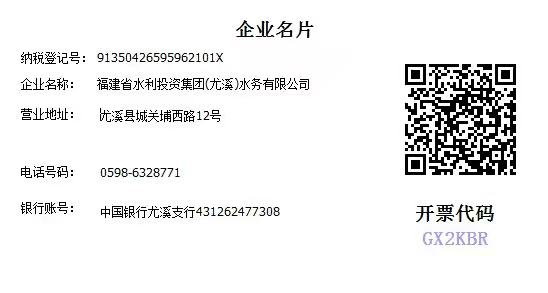 企业名片
纳税登记号: 91350426595962101X
企业名称: 福建省水利投资集团(尤溪)水务有限公司
营业地址: 尤溪县城关埔西路12号
电话号码: 0598-6328771
银行账号: 中国银行尤溪支行431262477308
开票代码
GX2KBR